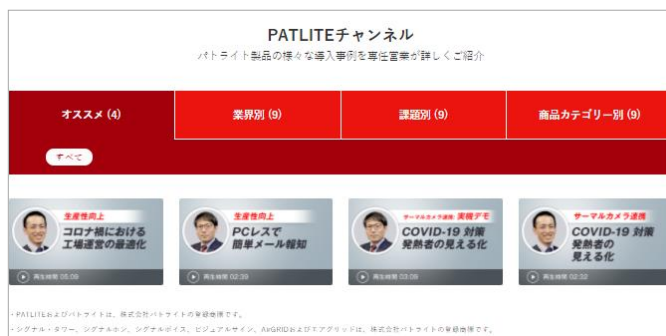 PATLITEチャンネル
パトライト製品の様々な導入事例を専任営業が詳しくご紹介
オススメ (4)
業界別 (9)
課題別 (9)
商品カテゴリー別 (9)
すべて
生産性向上
コロナ禍における
工場運営の最適化
再生時間 05:09
生産性向上
PCレスで
簡単メール報知
再生時間 02:39
サーマルカメラ連携 実機デモ
COVID-19 対策
発熱者の見える化
再生時間 03:09
サーマルカメラ連携
COVID-19 対策
発熱者の
見える化
再生時間 02:32
・PATLITEおよびパトライトは、株式会社パトライトの登録商標です。
・シグナル・タワー、シグナルホン、シグナルボイス、ビジュアルサイン、AirGRIDおよびエアグリッドは、株式会社パトライトの登録商標です。